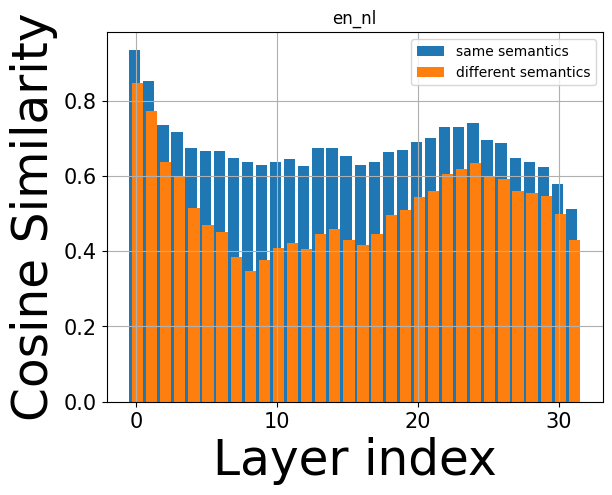 en_nl
same semantics
different semantics
Cosine Similarity
0.8
0.6
0.4
0.2
0.0
0 10 20 30
Layer index